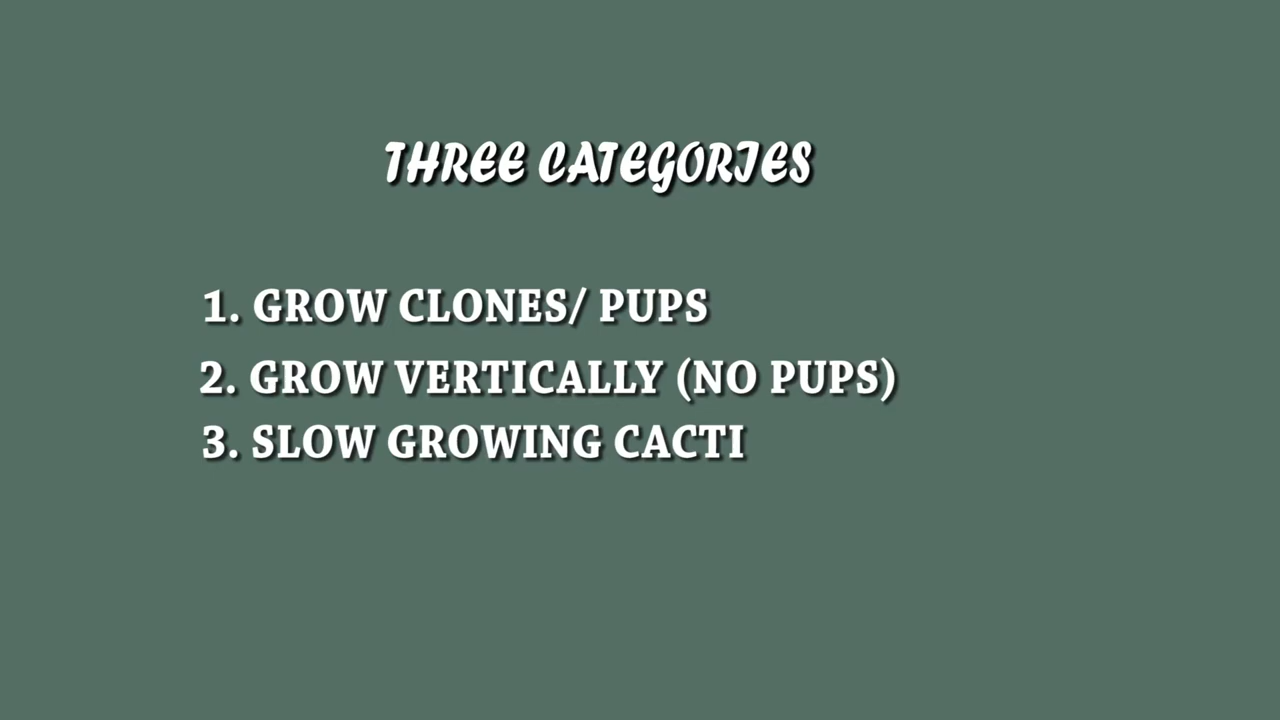 THREE CATEGORIES
1. GROW CLONES/ PUPS
2. GROW VERTICALLY (NO PUPS)
3. SLOW GROWING CACTI